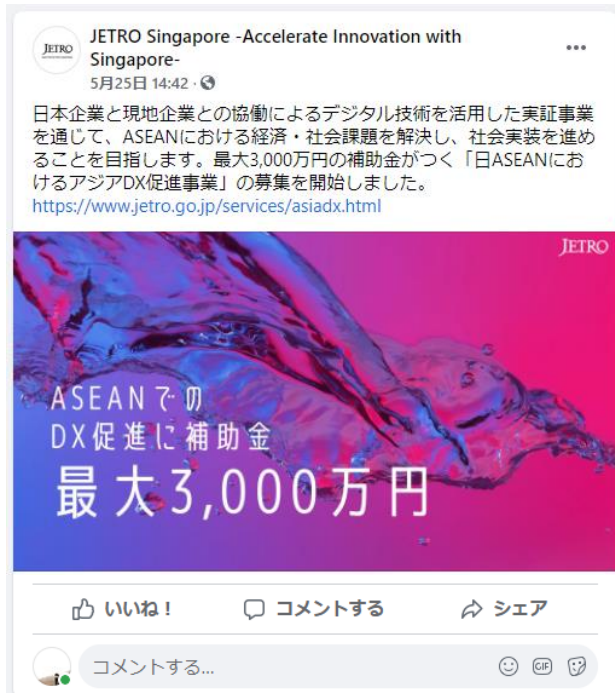 JETRO
JETRO Singapore -Accelerate Innovation with
Singapore-
5月25日 14:42 ·
日本企業と現地企業との協働によるデジタル技術を活用した実証事業
を通じて、ASEANにおける経済・社会課題を解決し、社会実装を進め
ることを目指します。最大3,000万円の補助金がつく「日ASEANにお
けるアジアDX促進事業」の募集を開始しました。
https://www.jetro.go.jp/services/asiadx.html
JETRO
ASEANでの
DX促進に補助金
最大3,000万円
いいね！ コメントする シェア
コメントする...
GIF